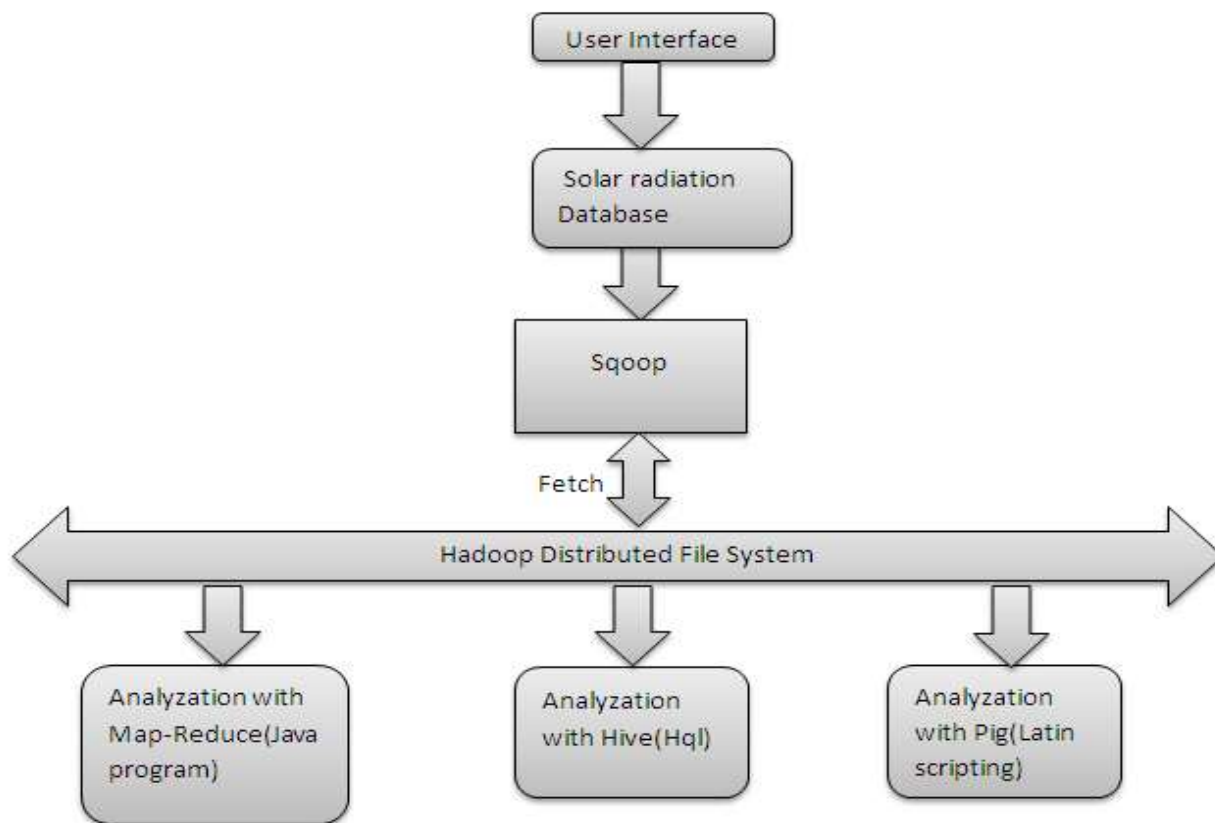 User Interface
Solar radiation
Database
Sqoop
Fetch
Hadoop Distributed File System
Analyzation with
Map-Reduce(Java
program)
Analyzation
with Hive(Hql)
Analyzation
with Pig(Latin
scripting)